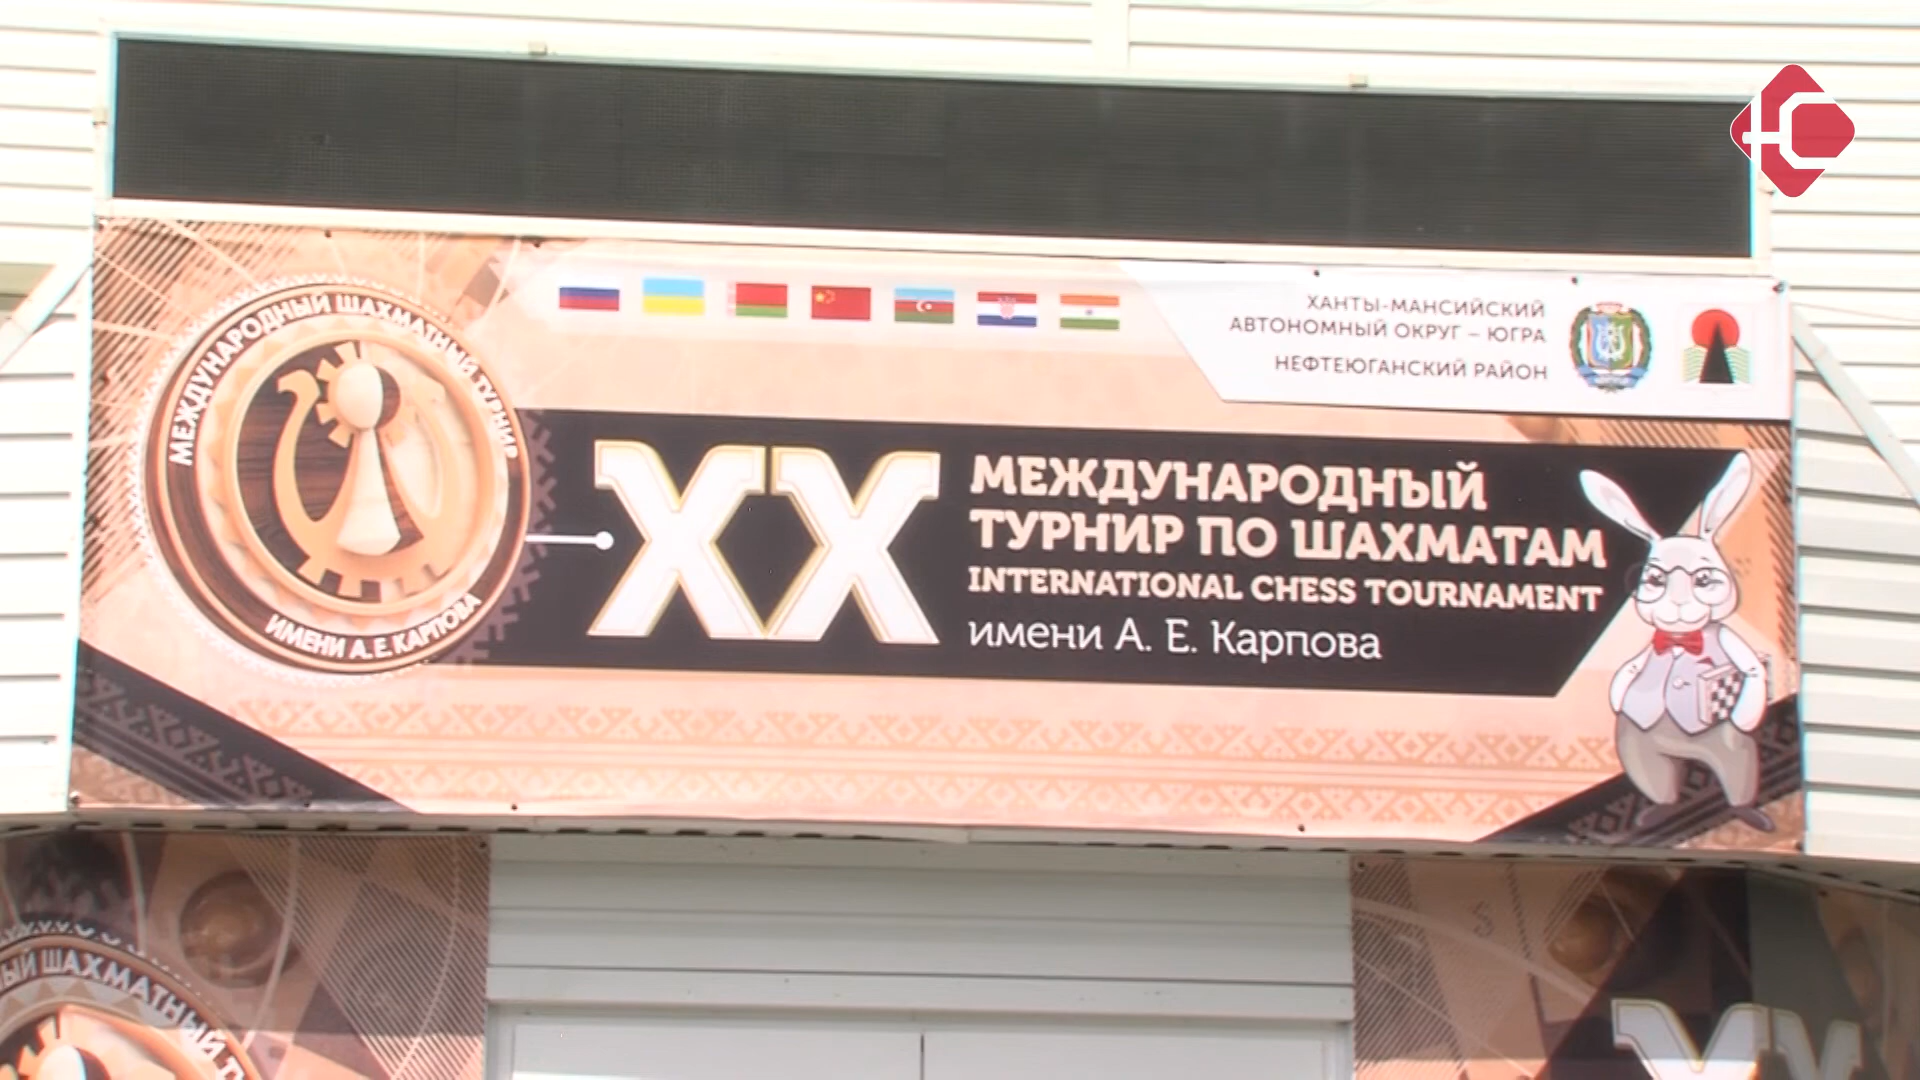 МЕЖДУНАРОДНЫЙ ШАХМАТНЫЙ ТУРНИР
ИМЕНИ А. Е. КАРПОВА
ХАНТЫ-МАНСИЙСКИЙ
АВТОНОМНЫЙ ОКРУГ – ЮГРА
НЕФТЕЮГАНСКИЙ РАЙОН
XX
МЕЖДУНАРОДНЫЙ
ТУРНИР ПО ШАХМАТАМ
INTERNATIONAL CHESS TOURNAMENT
имени А. Е. Карпова
ШАХМАТНЫЙ
XX